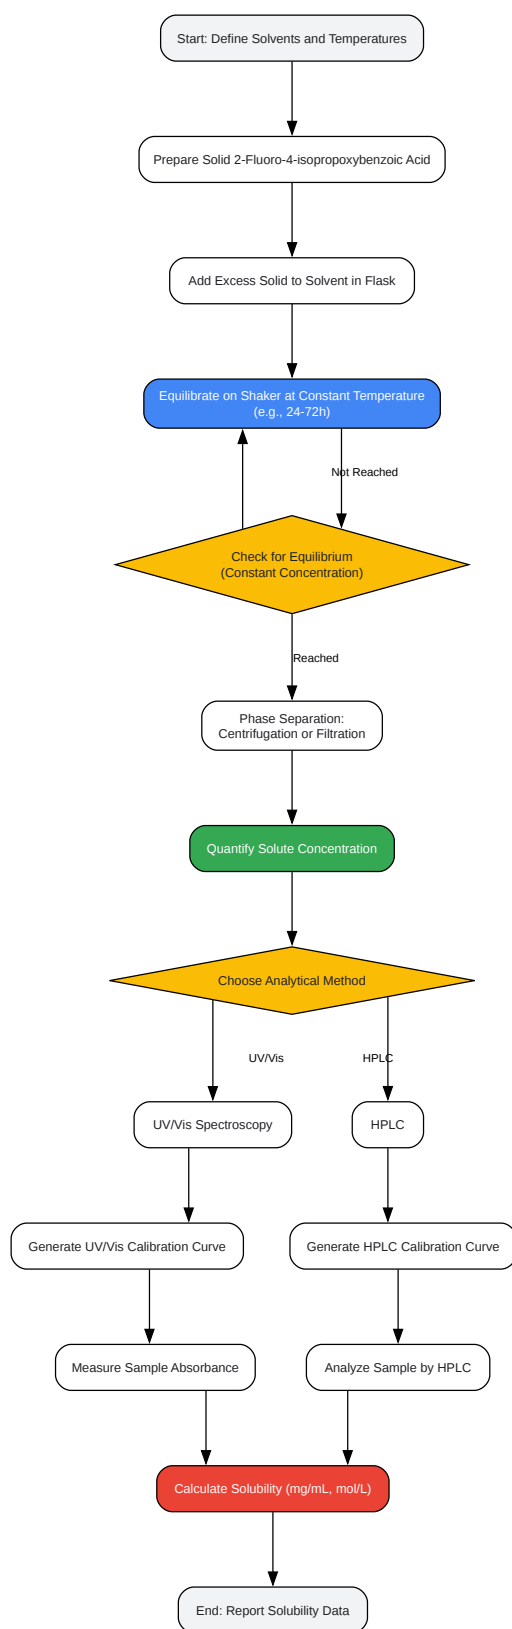 Start: Define Solvents and Temperatures
Prepare Solid 2-Fluoro-4-isopropoxybenzoic Acid
Add Excess Solid to Solvent in Flask
Equilibrate on Shaker at Constant Temperature
(e.g., 24-72h)
Not Reached
Check for Equilibrium
(Constant Concentration)
Reached
Phase Separation:
Centrifugation or Filtration
Quantify Solute Concentration
Choose Analytical Method
UV/Vis
HPLC
UV/Vis Spectroscopy
HPLC
Generate UV/Vis Calibration Curve
Generate HPLC Calibration Curve
Measure Sample Absorbance
Analyze Sample by HPLC
Calculate Solubility (mg/mL, mol/L)
End: Report Solubility Data